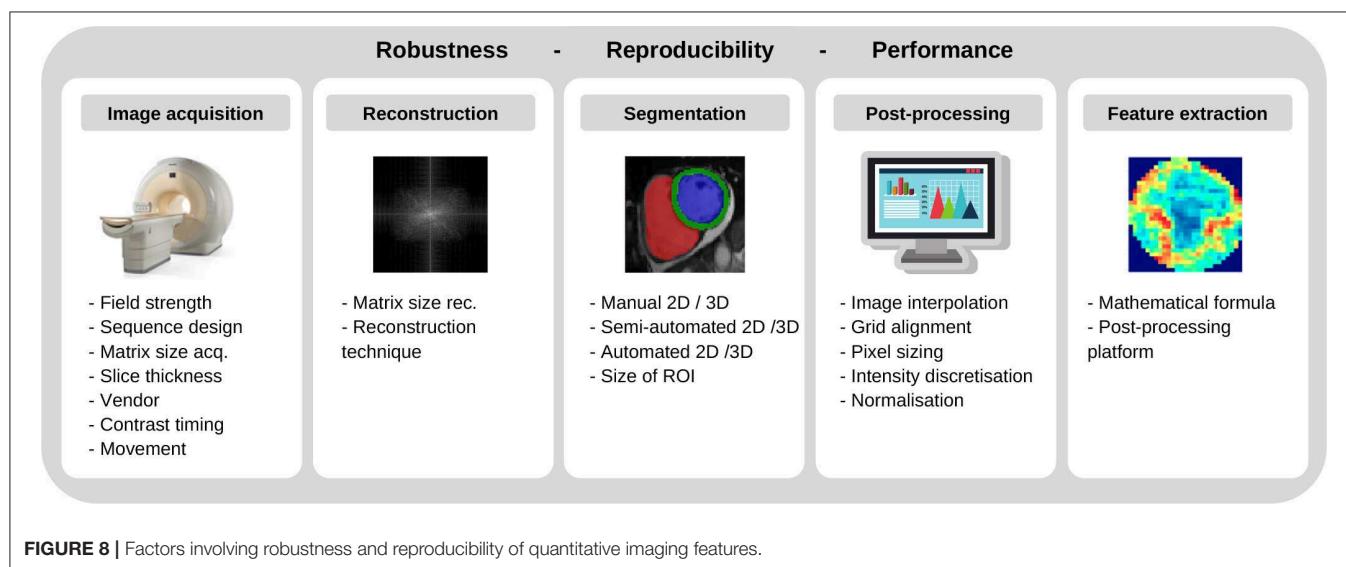 Robustness - Reproducibility - Performance
Image acquisition
- Field strength
- Sequence design
- Matrix size acq.
- Slice thickness
- Vendor
- Contrast timing
- Movement
Reconstruction
- Matrix size rec.
- Reconstruction
technique
Segmentation
- Manual 2D / 3D
- Semi-automated 2D /3D
- Automated 2D /3D
- Size of ROI
Post-processing
- Image interpolation
- Grid alignment
- Pixel sizing
- Intensity discretisation
- Normalisation
Feature extraction
- Mathematical formula
- Post-processing
platform
FIGURE 8 | Factors involving robustness and reproducibility of quantitative imaging features.